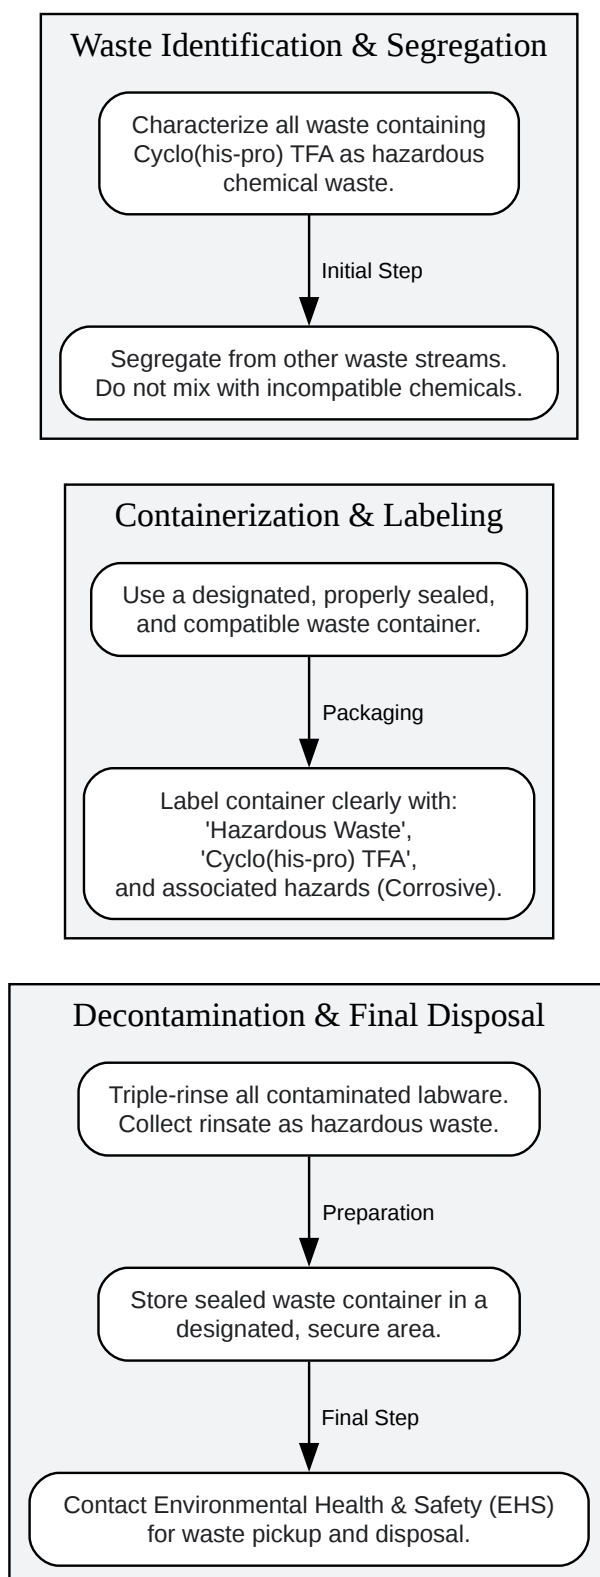 Waste Identification & Segregation
Characterize all waste containing
Cyclo(his-pro) TFA as hazardous
chemical waste.
Initial Step
Segregate from other waste streams.
Do not mix with incompatible chemicals.
Containerization & Labeling
Use a designated, properly sealed,
and compatible waste container.
Packaging
Label container clearly with:
'Hazardous Waste',
'Cyclo(his-pro) TFA',
and associated hazards (Corrosive).
Decontamination & Final Disposal
Triple-rinse all contaminated labware.
Collect rinsate as hazardous waste.
Preparation
Store sealed waste container in a
designated, secure area.
Final Step
Contact Environmental Health & Safety (EHS)
for waste pickup and disposal.